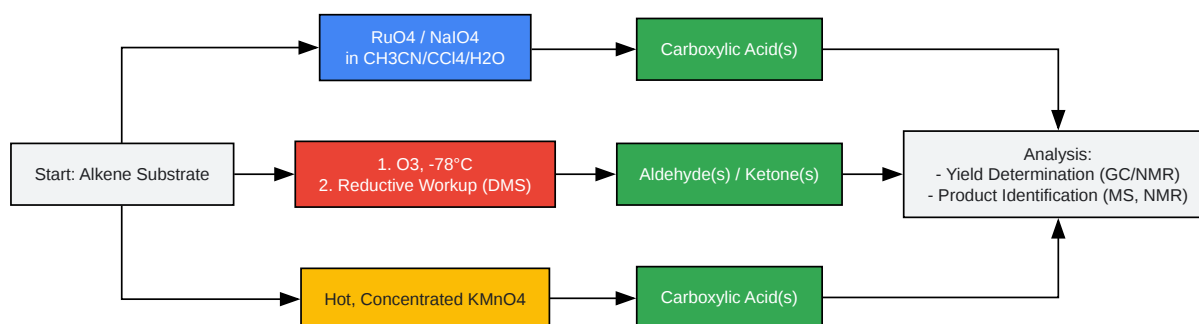 RuO4 / NaIO4
in CH3CN/CCl4/H2O
Carboxylic Acid(s)
Start: Alkene Substrate
1. O3, -78°C
2. Reductive Workup (DMS)
Aldehyde(s) / Ketone(s)
Analysis:
- Yield Determination (GC/NMR)
- Product Identification (MS, NMR)
Hot, Concentrated KMnO4
Carboxylic Acid(s)